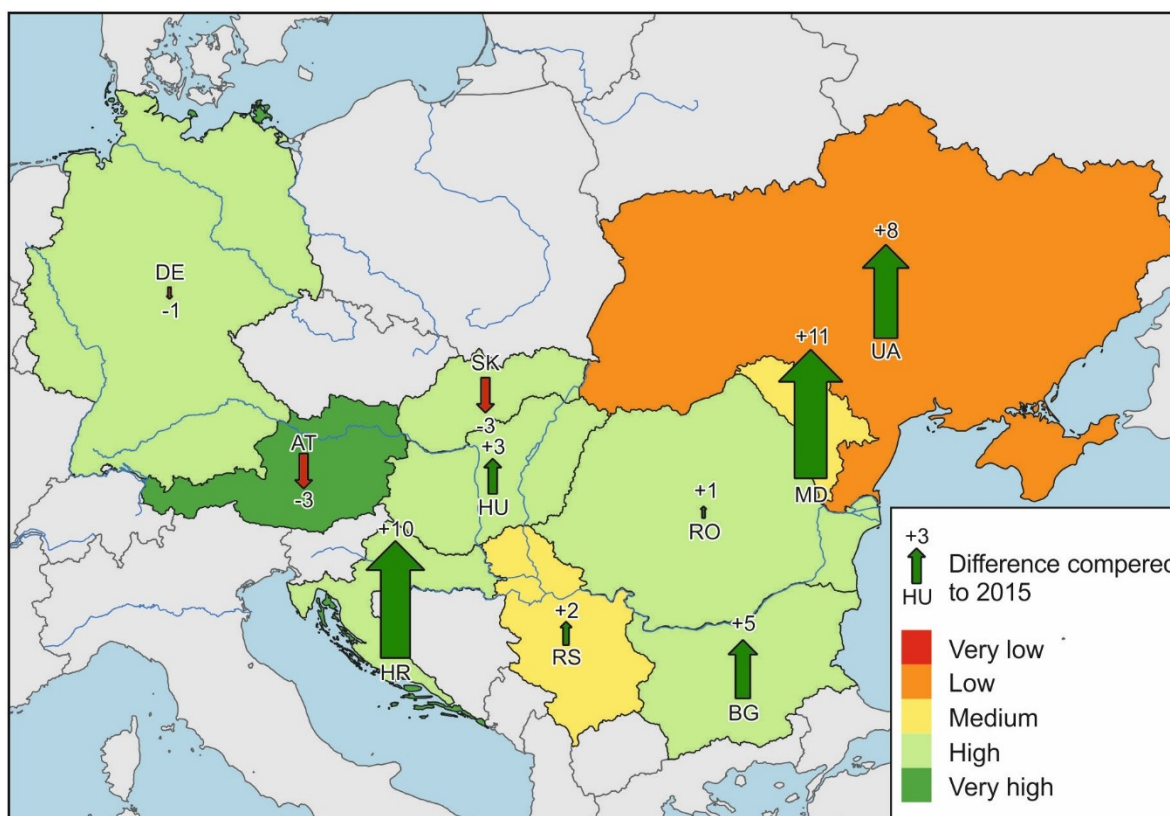 DE
-1
SK
-3
AT
-3
+3
HU
+10
HR
+2
RS
+1
RO
+5
BG
+11
MD
+8
UA
+3
HU
Difference compered
to 2015
Very low
Low
Medium
High
Very high